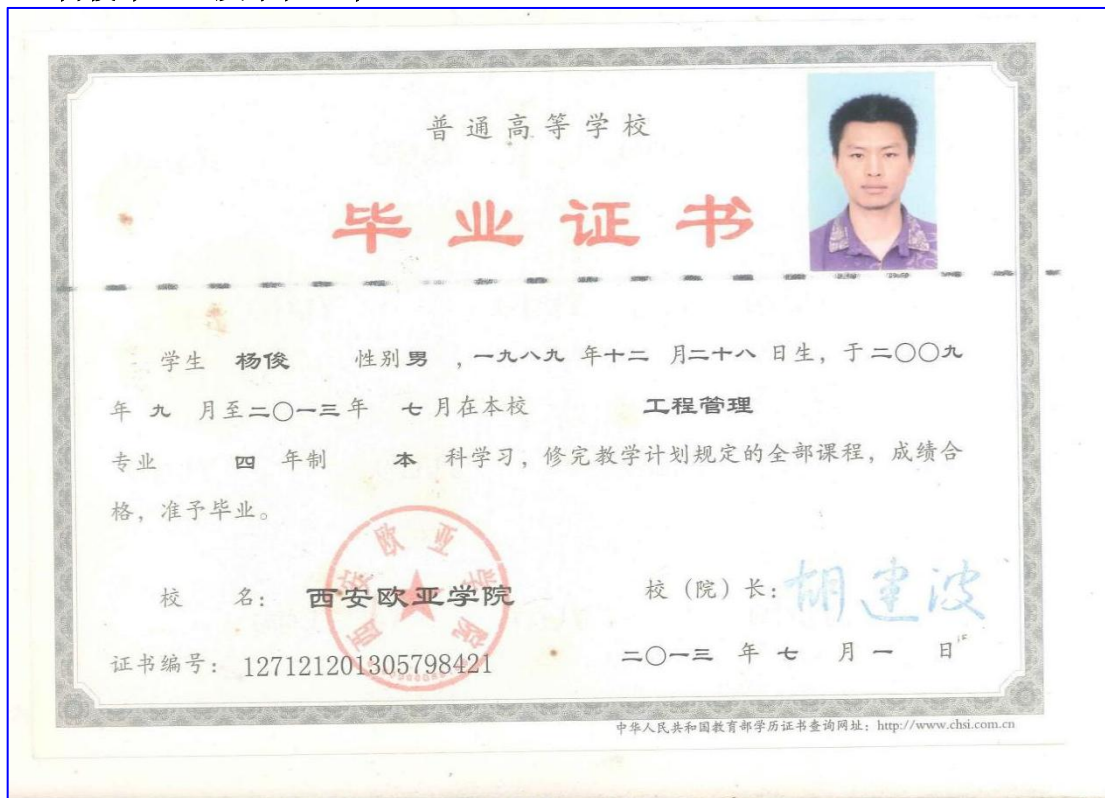 普通高等学校
毕业证书
学生 杨俊 性别男 ,一九八九 年十二 月二十八 日生, 于二〇〇九
年 九 月至二〇一三年 七月在本校 工程管理
专业 四 年制 本 科学习, 修完教学计划规定的全部课程, 成绩合
格, 准予毕业。
西安欧亚学院
校 名: 西安欧亚学院 校(院)长: 胡建波
证书编号: 127121201305798421 二〇一三 年 七 月 一 日
中华人民共和国教育部学历证书查询网址: http://www.chsi.com.cn